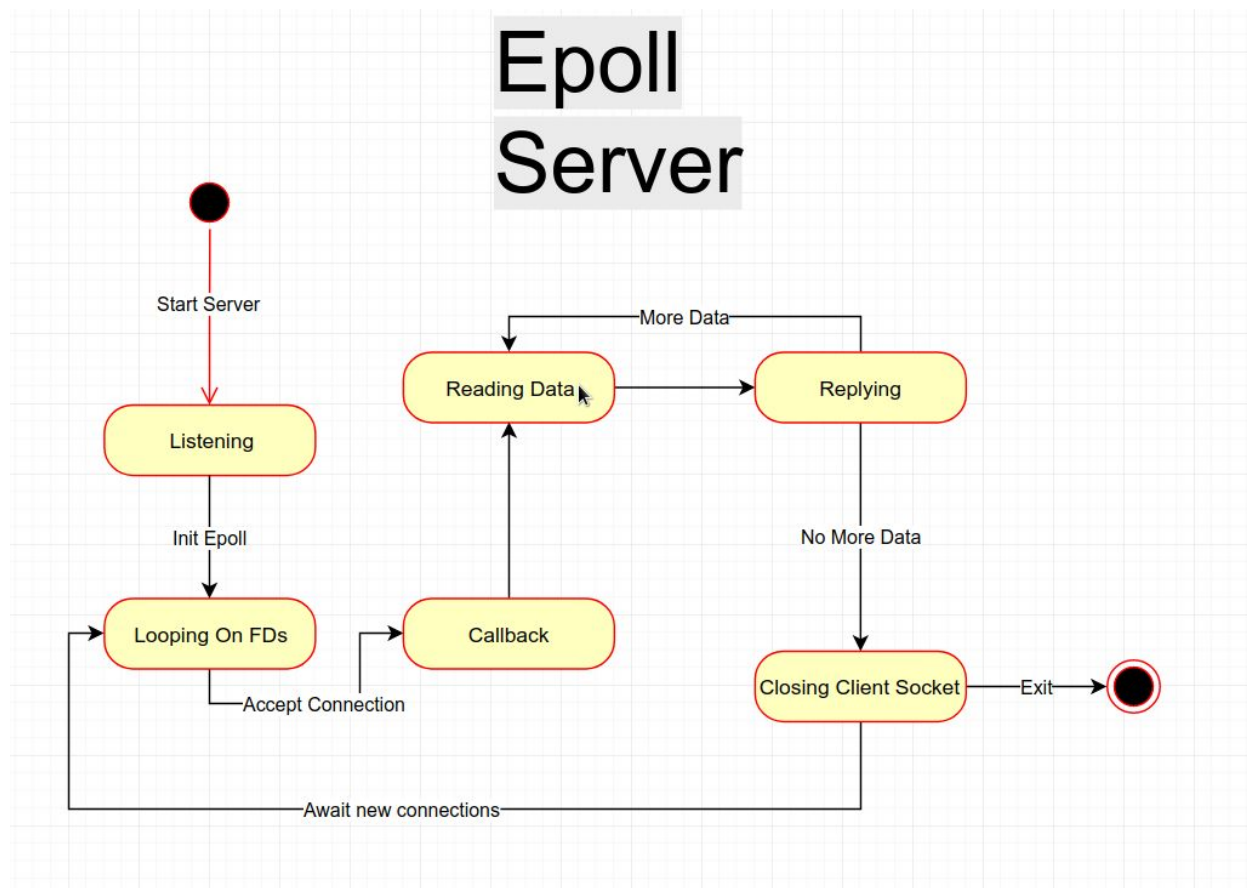 Epoll
Server
Start Server
More Data
Reading Data
Replying
Listening
Init Epoll
No More Data
Looping On FDs
Callback
Closing Client Socket
Exit
Accept Connection
Await new connections